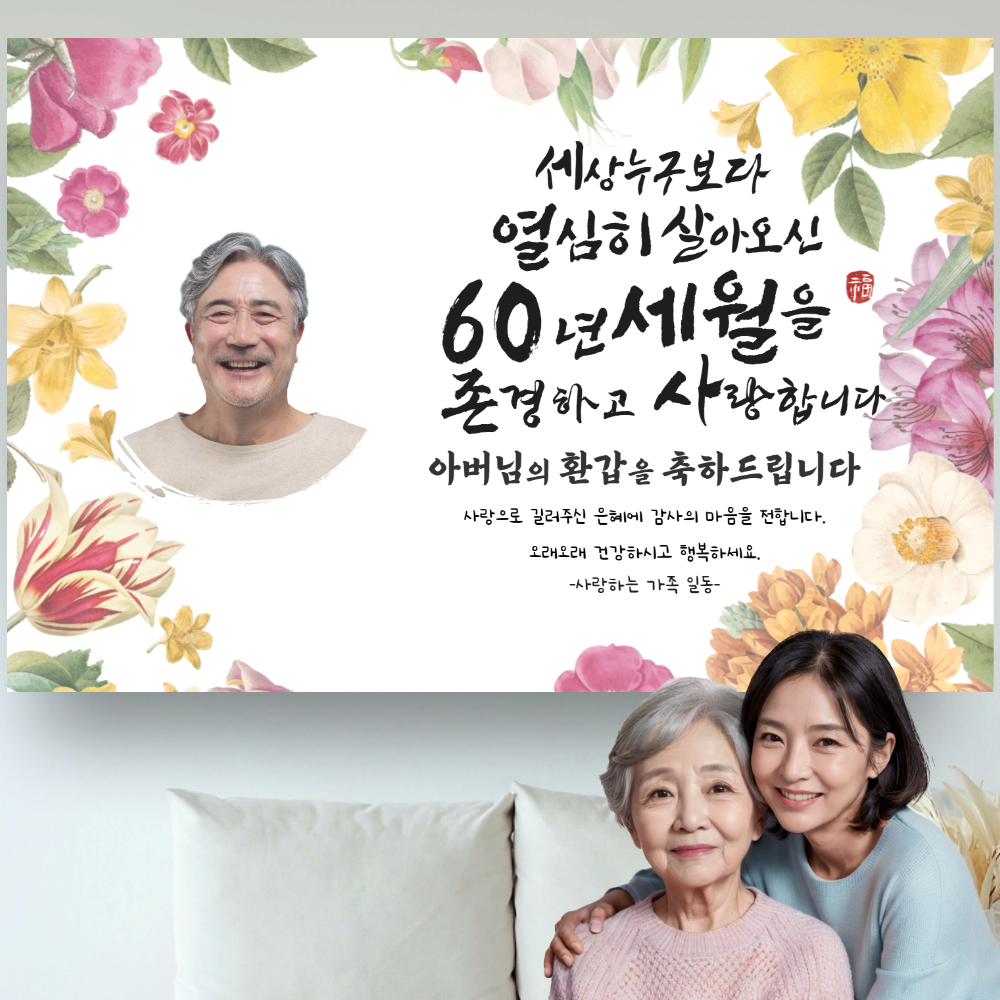 세상누구보다
열심히 살아오신
60년 세월을
福
존경하고 사랑합니다
아버님의 환갑을 축하드립니다
사랑으로 길러주신 은혜에 감사의 마음을 전합니다.
오래오래 건강하시고 행복하세요.
-사랑하는 가족 일동-